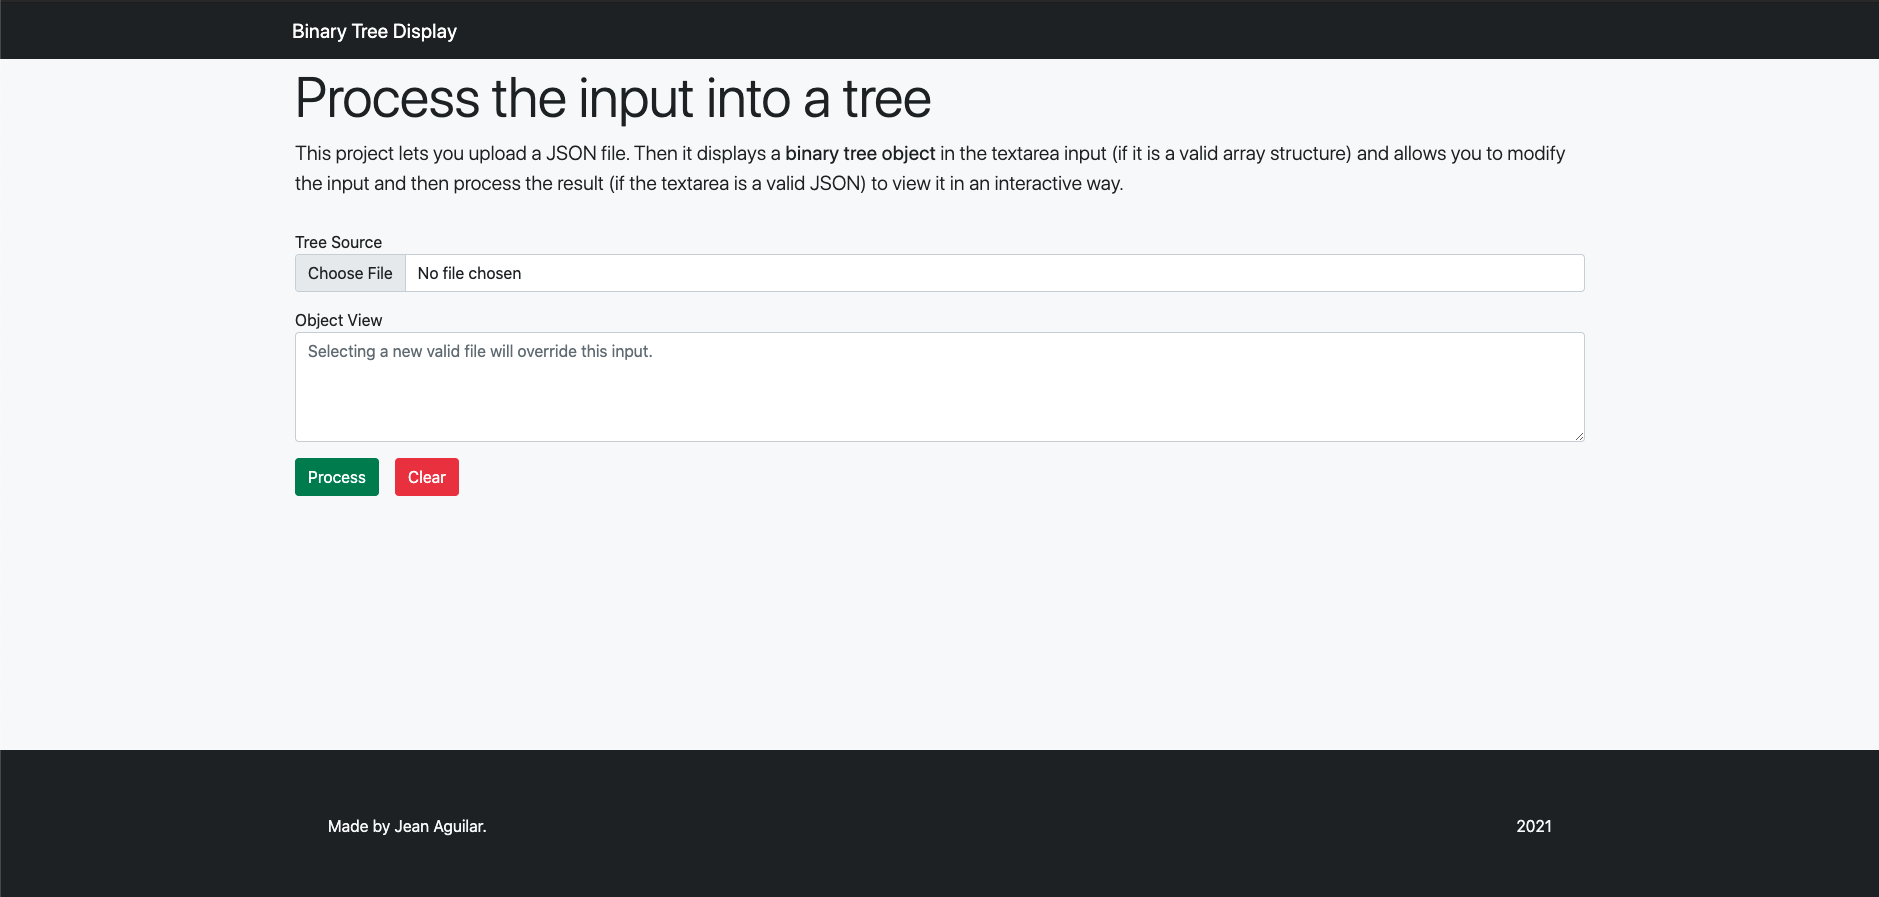 Binary Tree Display
Process the input into a tree
This project lets you upload a JSON file. Then it displays a binary tree object in the textarea input (if it is a valid array structure) and allows you to modify
the input and then process the result (if the textarea is a valid JSON) to view it in an interactive way.
Tree Source
Choose File No file chosen
Object View
Selecting a new valid file will override this input.
Process Clear
Made by Jean Aguilar. 2021